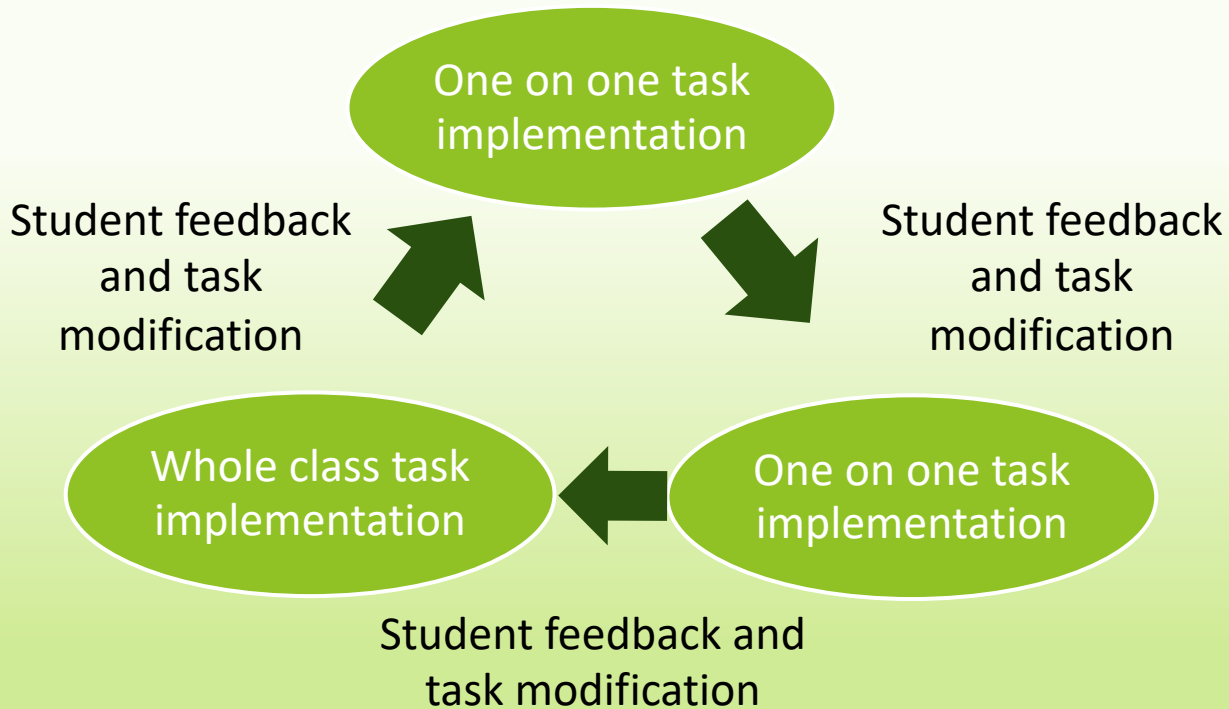 One on one task
implementation
Student feedback
and task
modification
Student feedback
and task
modification
Whole class task
implementation
One on one task
implementation
Student feedback and
task modification